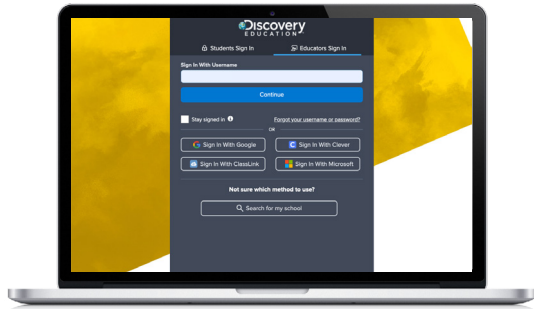 Discovery
EDUCATION
Students Sign In
Educators Sign In
Sign In With Username
Continue
Stay signed in
Forgot your username or password?
OR
Sign In With Google
Sign In With Clever
Sign In With ClassLink
Sign In With Microsoft
Not sure which method to use?
Search for my school